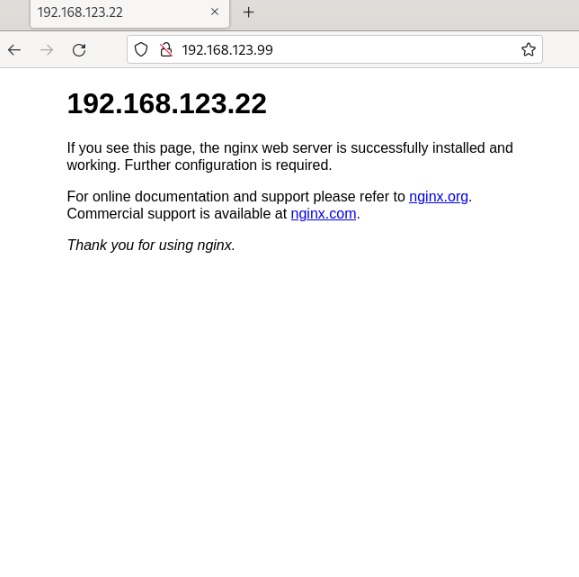 192.168.123.22
192.168.123.99
192.168.123.22
If you see this page, the nginx web server is successfully installed and
working. Further configuration is required.
For online documentation and support please refer to nginx.org.
Commercial support is available at nginx.com.
Thank you for using nginx.